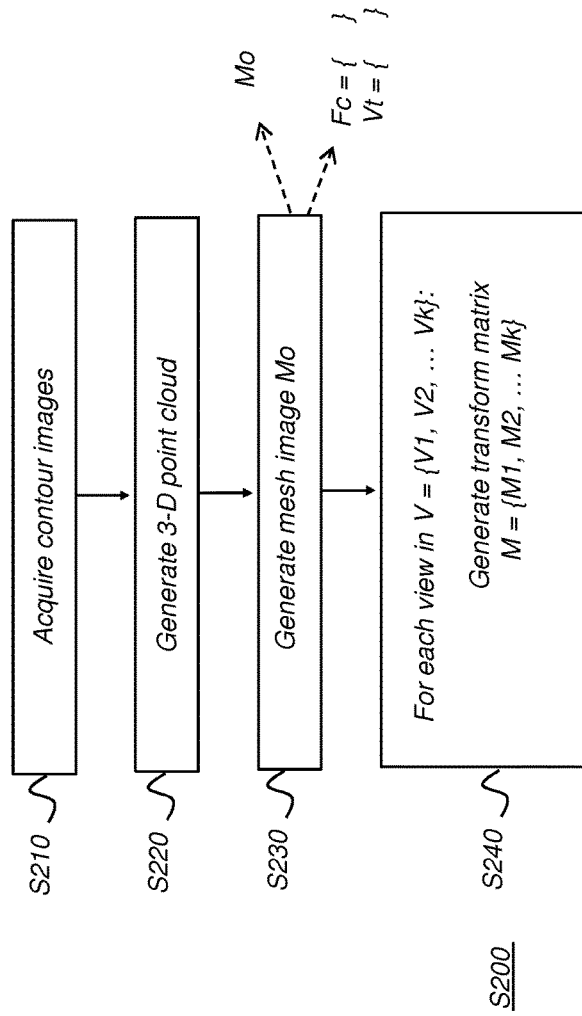 S210
Acquire contour images
S220
Generate 3-D point cloud
S230
Generate mesh image Mo
Mo
Fc = { }
Vt = { }
S240
For each view in V = {V1, V2, ... Vk}:
Generate transform matrix
M = {M1, M2, ... Mk}
S200